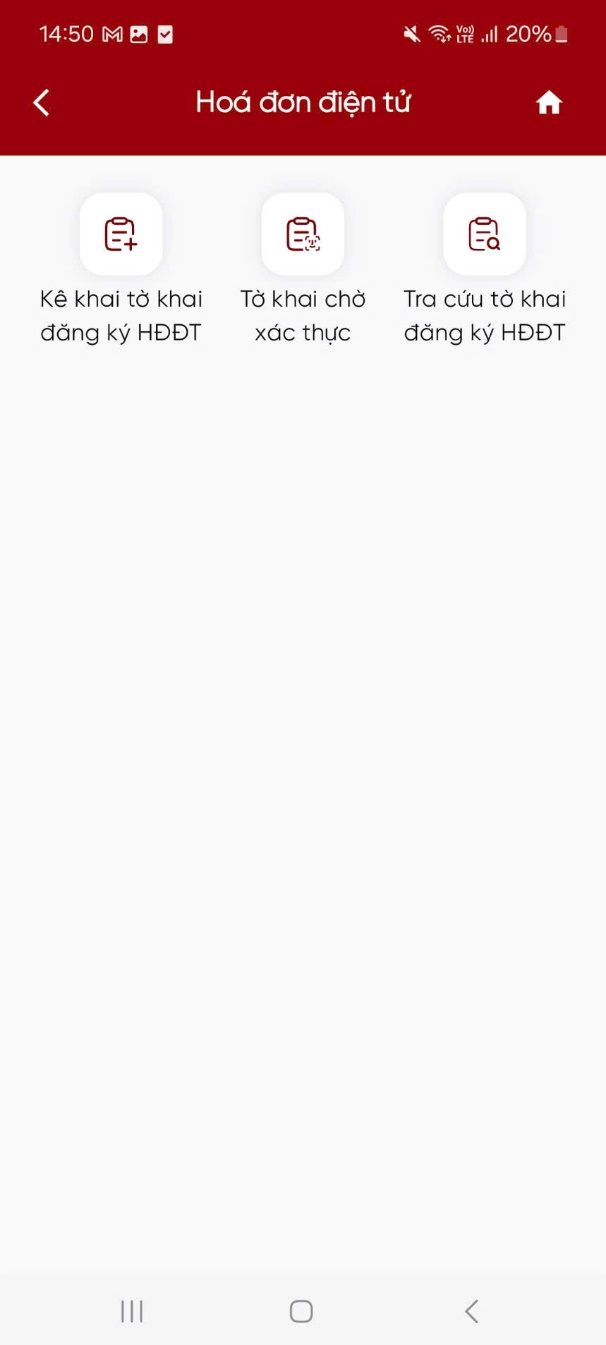 14:50 20%
Hoá đơn điện tử
Kê khai tờ khai
đăng ký HĐĐT
Tờ khai chờ
xác thực
Tra cứu tờ khai
đăng ký HĐĐT